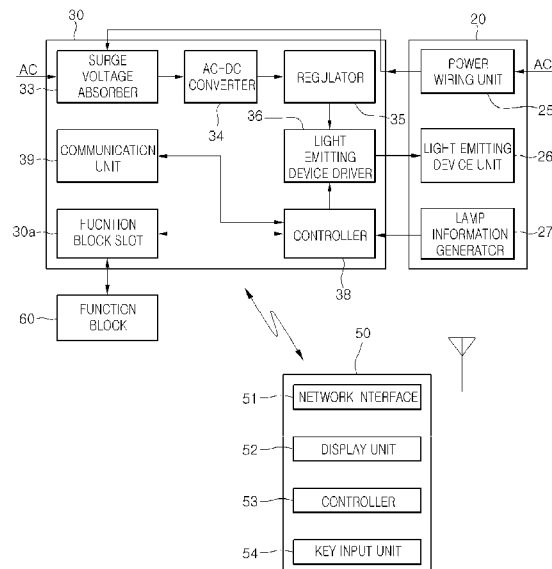 30
20
AC
SURGE
VOLTAGE
ABSORBER
33
AC-DC
CONVERTER
34
REGULATOR
35
POWER
WIRING UNIT
25
AC
36
39
COMMUNICATION
UNIT
LIGHT
EMITTING
DEVICE DRIVER
LIGHT EMITTING
DEVICE UNIT
26
30a
FUCNTION
BLOCK SLOT
CONTROLLER
38
LAMP
INFORMATION
GENERATOR
27
60
FUNCTION
BLOCK
50
51
NETWORK INTERFACE
52
DISPLAY UNIT
53
CONTROLLER
54
KEY INPUT UNIT